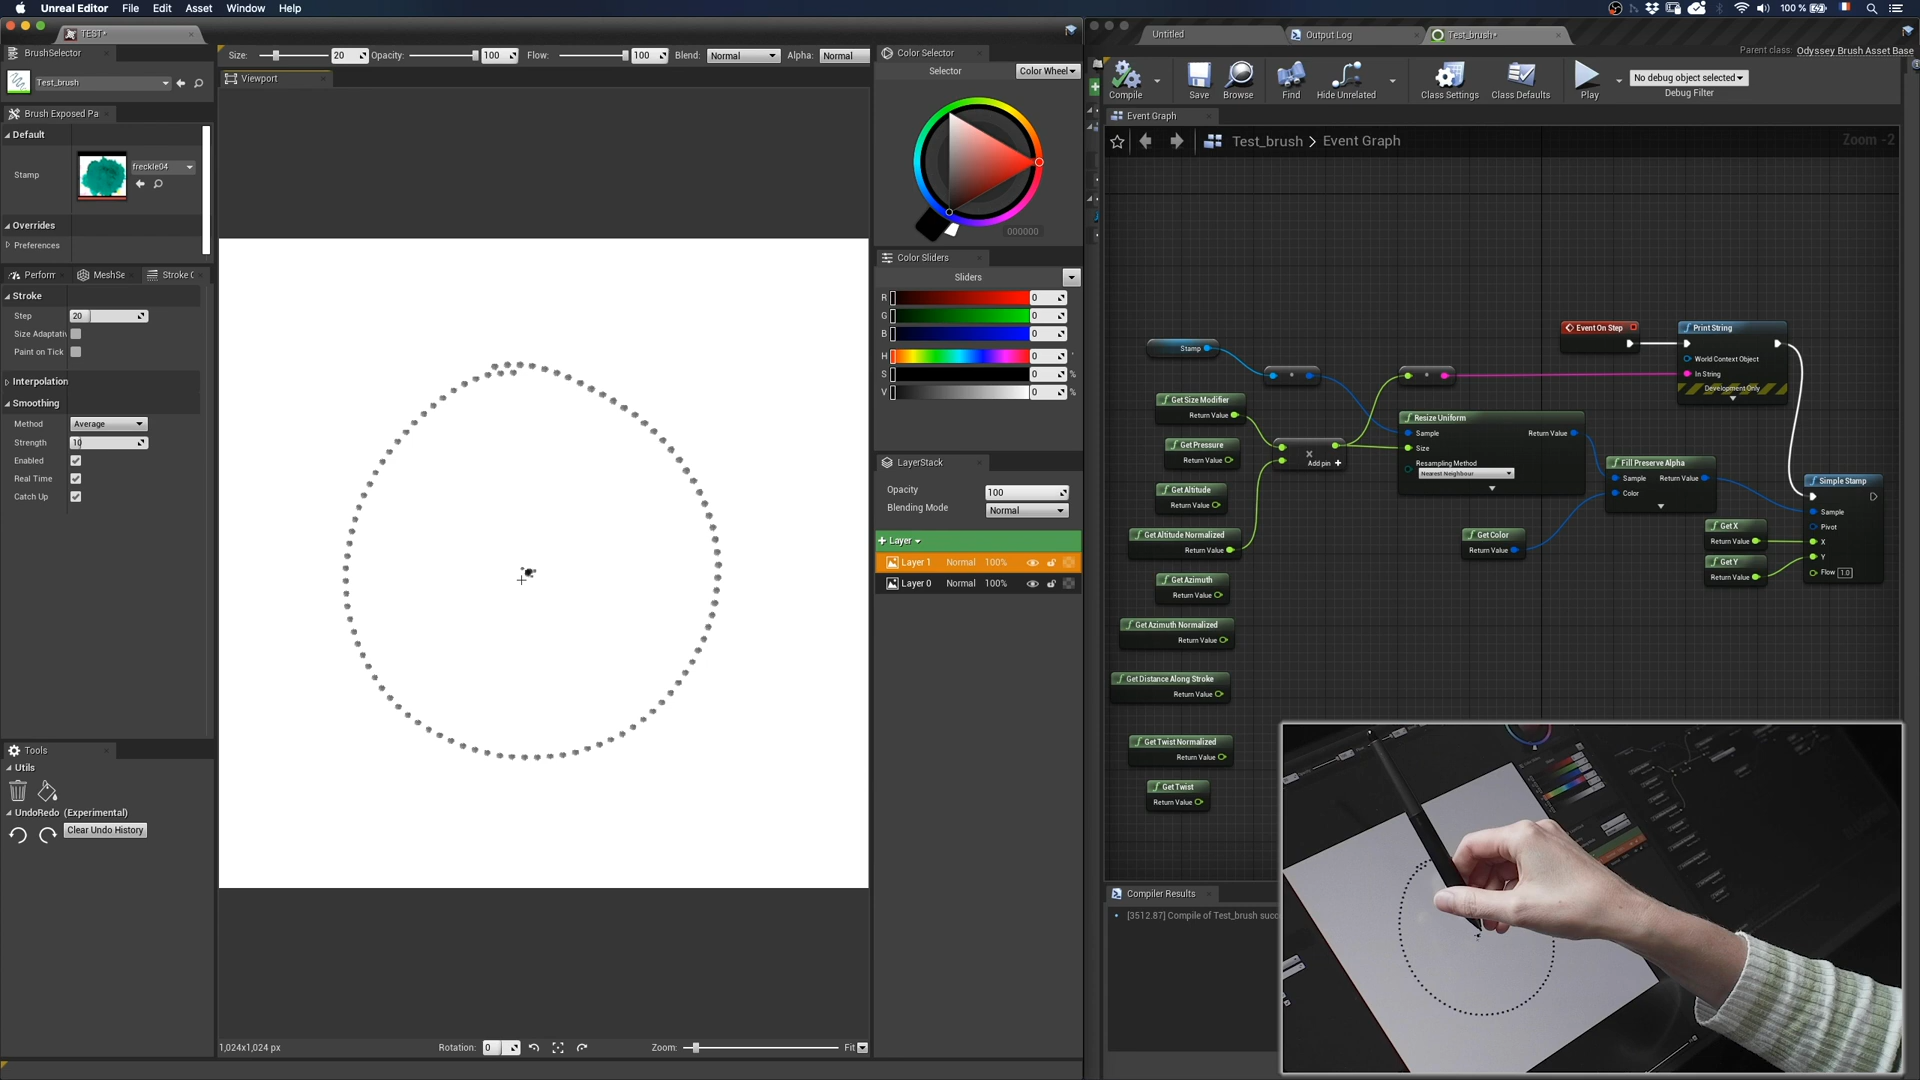 Unreal Editor File Edit Asset Window Help
100 %
TEST*
BrushSelector
Test_brush
Brush Exposed Pa
Default
Stamp
freckle04
Overrides
Preferences
Perform
MeshSe
Stroke
Stroke
Step 20
Size Adaptativ
Paint on Tick
Interpolation
Smoothing
Method Average
Strength 10
Enabled
Real Time
Catch Up
Tools
Utils
UndoRedo (Experimental)
Clear Undo History
Size: 20 Opacity: 100 Flow: 100 Blend: Normal Alpha: Normal
Viewport
1,024x1,024 px
Rotation: 0
Zoom:
Fit
Color Selector
Selector
Color Wheel
000000
Color Sliders
Sliders
R 0
G 0
B 0
H 0 °
S 0 %
V 0 %
LayerStack
Opacity 100
Blending Mode Normal
+ Layer
Layer 1 Normal 100%
Layer 0 Normal 100%
Untitled
Output Log
Test_brush*
Parent class: Odyssey Brush Asset Base
Compile
Save
Browse
Find
Hide Unrelated
Class Settings
Class Defaults
Play
No debug object selected
Debug Filter
Event Graph
Test_brush > Event Graph
Zoom -2
Event On Step
Print String
World Context Object
In String
Development Only
Stamp
Get Size Modifier
Return Value
Get Pressure
Return Value
Get Altitude
Return Value
Get Altitude Normalized
Return Value
Get Azimuth
Return Value
Get Azimuth Normalized
Return Value
Get Distance Along Stroke
Return Value
Get Twist Normalized
Return Value
Get Twist
Return Value
Add pin +
Resize Uniform
Sample Return Value
Size
Resampling Method
Nearest Neighbour
Fill Preserve Alpha
Sample Return Value
Color
Get Color
Return Value
Get X
Return Value
Get Y
Return Value
Simple Stamp
Sample
Pivot
X
Y
Flow 1.0
Compiler Results
[3512.87] Compile of Test_brush succ